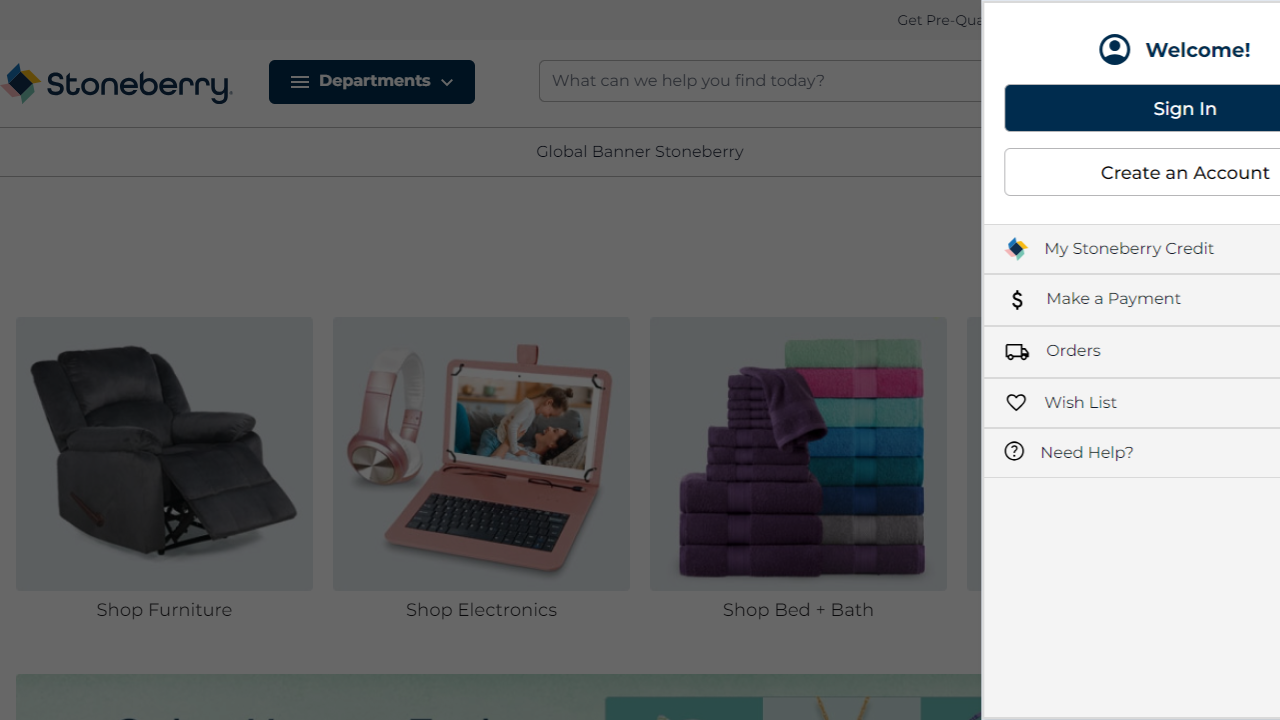 Get Pre-Qua
Stoneberry
Departments
What can we help you find today?
Global Banner Stoneberry
Shop Furniture
Shop Electronics
Shop Bed + Bath
Welcome!
Sign In
Create an Account
My Stoneberry Credit
Make a Payment
Orders
Wish List
Need Help?